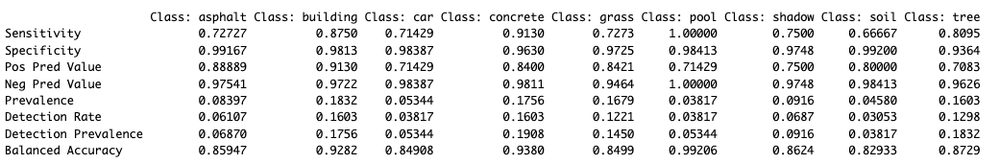 Class: asphalt Class: building Class: car Class: concrete Class: grass Class: pool Class: shadow Class: soil Class: tree
Sensitivity 0.72727 0.8750 0.71429 0.9130 0.7273 1.00000 0.7500 0.66667 0.8095
Specificity 0.99167 0.9813 0.98387 0.9630 0.9725 0.98413 0.9748 0.99200 0.9364
Pos Pred Value 0.88889 0.9130 0.71429 0.8400 0.8421 0.71429 0.7500 0.80000 0.7083
Neg Pred Value 0.97541 0.9722 0.98387 0.9811 0.9464 1.00000 0.9748 0.98413 0.9626
Prevalence 0.08397 0.1832 0.05344 0.1756 0.1679 0.03817 0.0916 0.04580 0.1603
Detection Rate 0.06107 0.1603 0.03817 0.1603 0.1221 0.03817 0.0687 0.03053 0.1298
Detection Prevalence 0.06870 0.1756 0.05344 0.1908 0.1450 0.05344 0.0916 0.03817 0.1832
Balanced Accuracy 0.85947 0.9282 0.84908 0.9380 0.8499 0.99206 0.8624 0.82933 0.8729